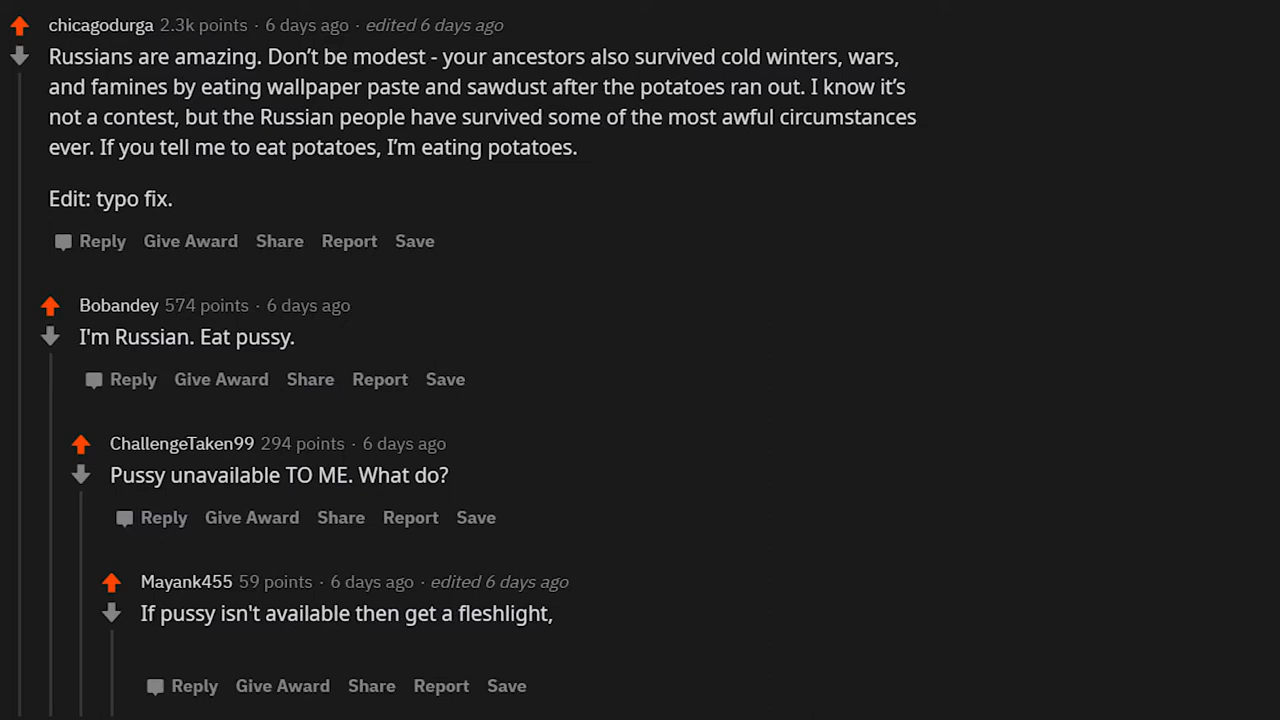 chicagodurga 2.3k points · 6 days ago · edited 6 days ago
Russians are amazing. Don’t be modest - your ancestors also survived cold winters, wars,
and famines by eating wallpaper paste and sawdust after the potatoes ran out. I know it’s
not a contest, but the Russian people have survived some of the most awful circumstances
ever. If you tell me to eat potatoes, I’m eating potatoes.
Edit: typo fix.
Reply Give Award Share Report Save
Bobandey 574 points · 6 days ago
I'm Russian. Eat pussy.
Reply Give Award Share Report Save
ChallengeTaken99 294 points · 6 days ago
Pussy unavailable TO ME. What do?
Reply Give Award Share Report Save
Mayank455 59 points · 6 days ago · edited 6 days ago
If pussy isn't available then get a fleshlight,
Reply Give Award Share Report Save